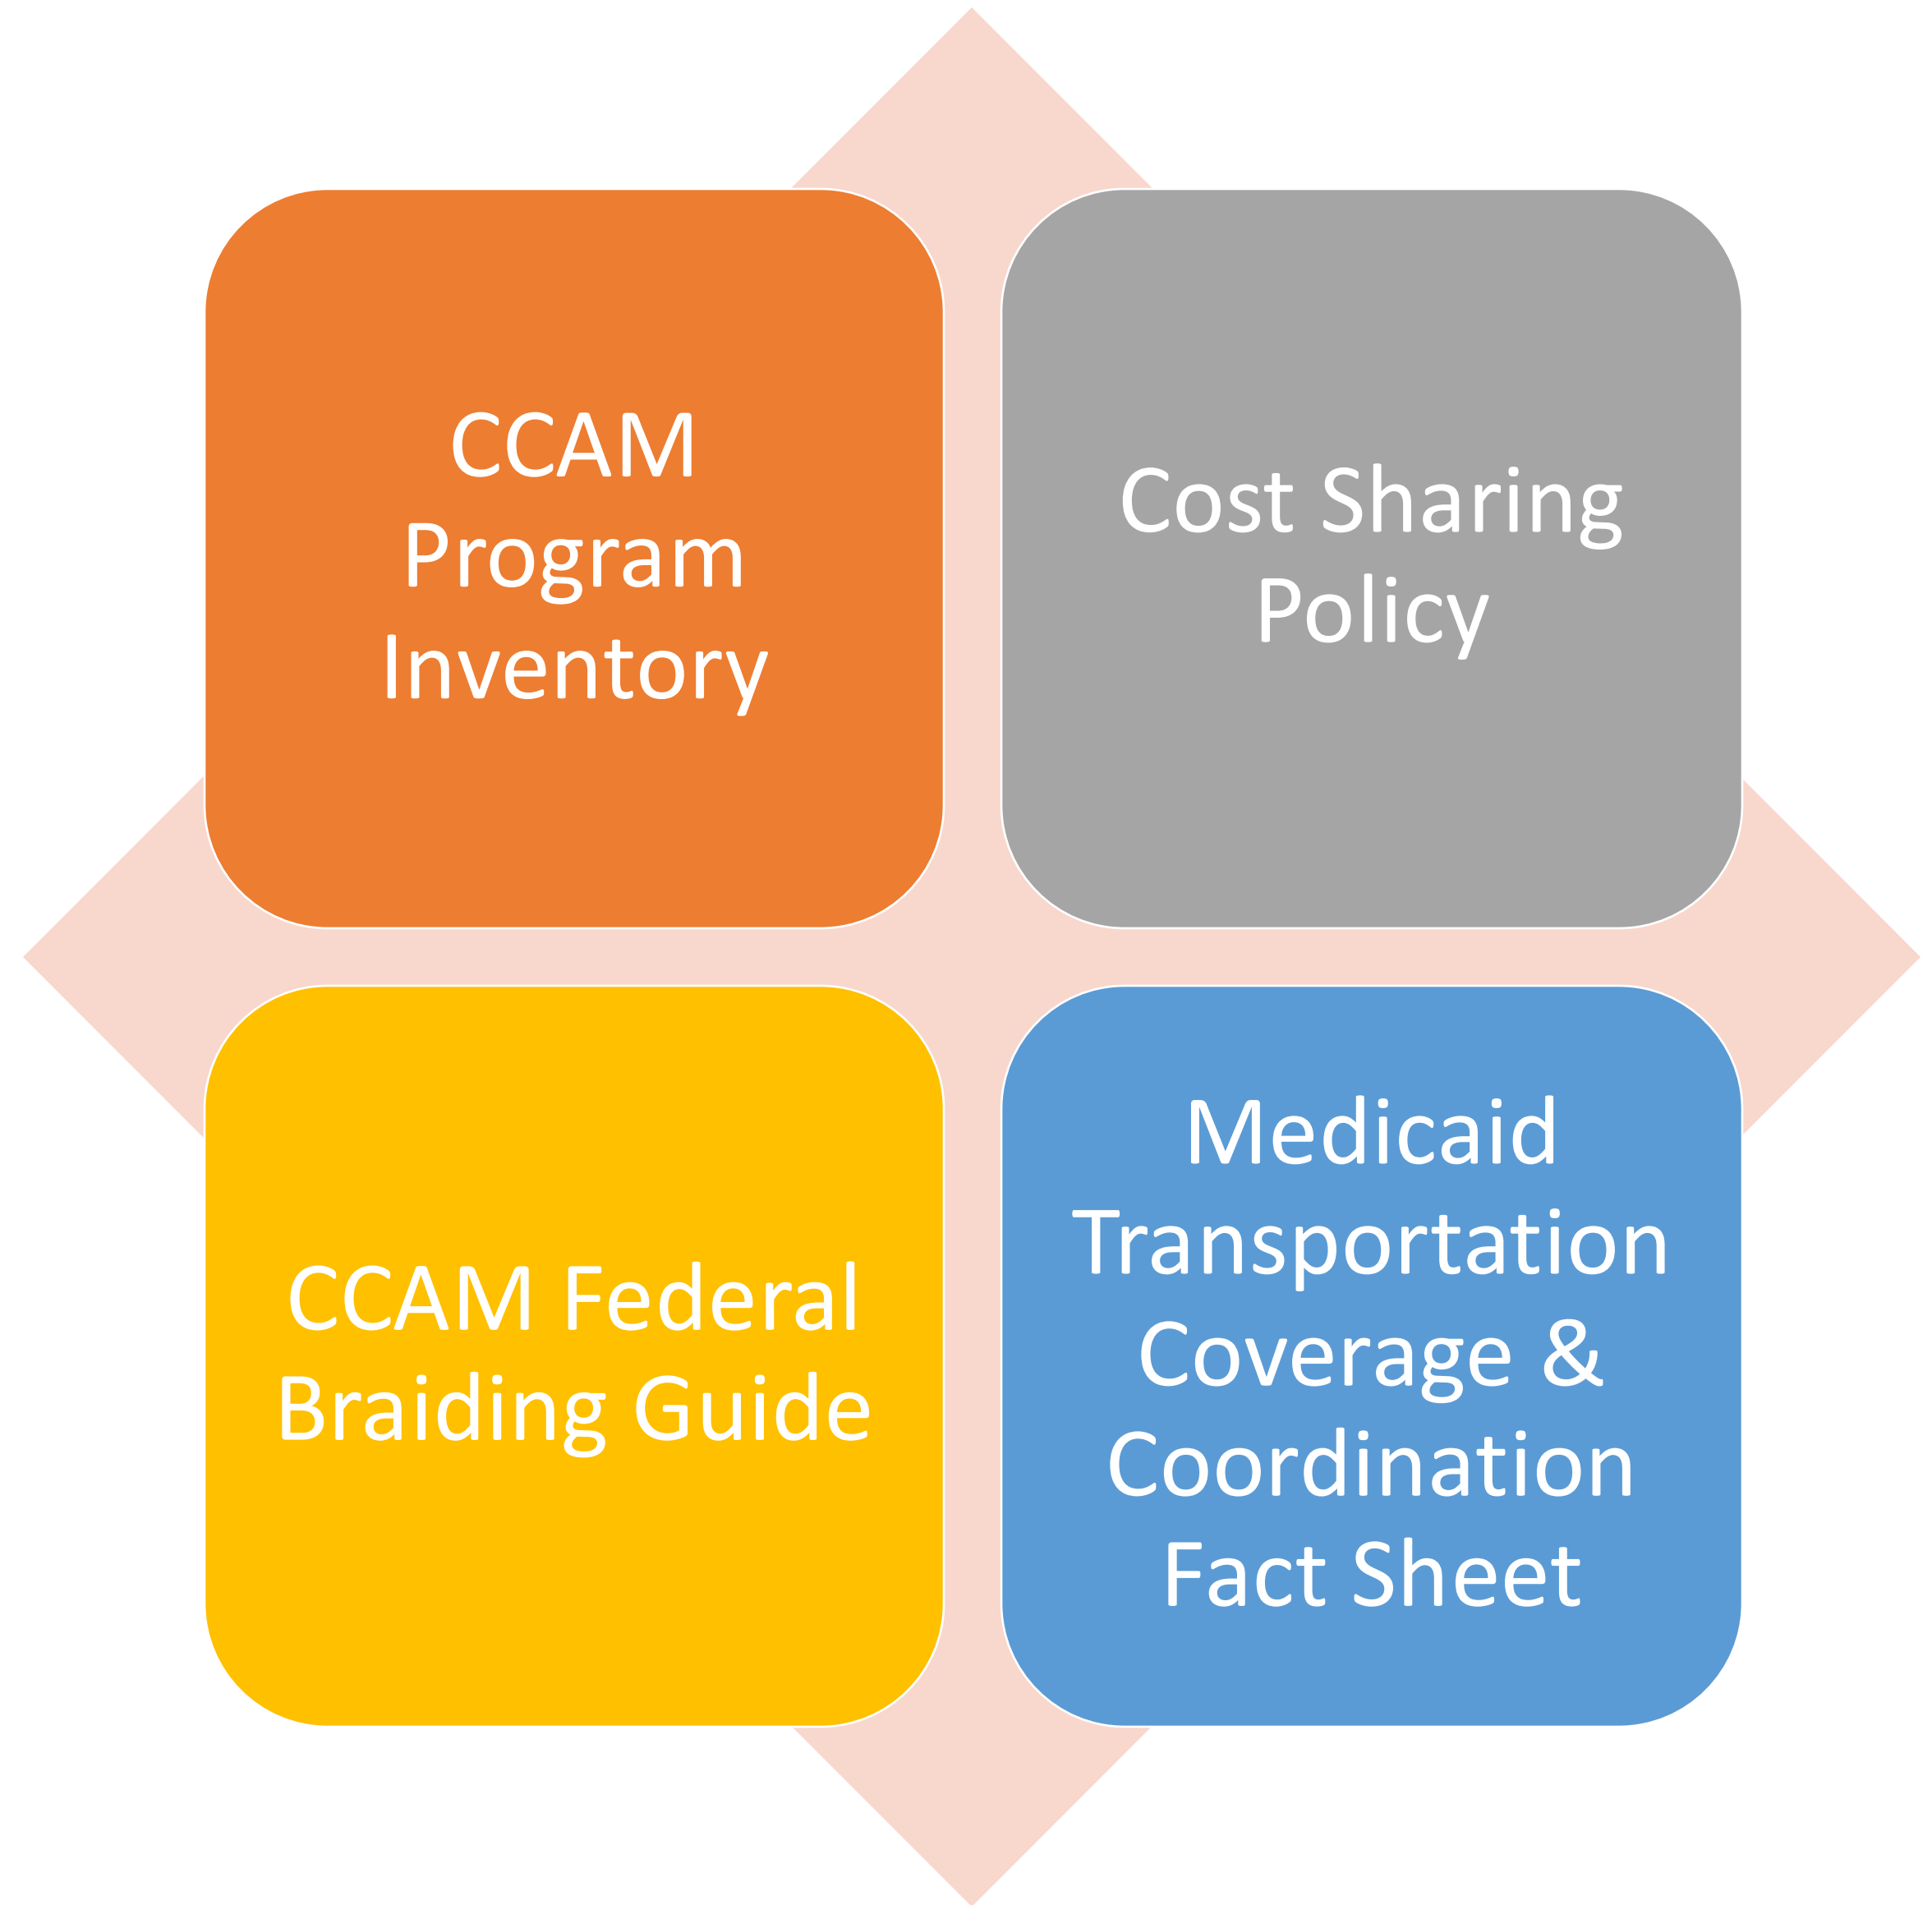 CCAM
Program
Inventory
Cost Sharing
Policy
CCAM Federal
Braiding Guide
Medicaid
Transportation
Coverage &
Coordination
Fact Sheet